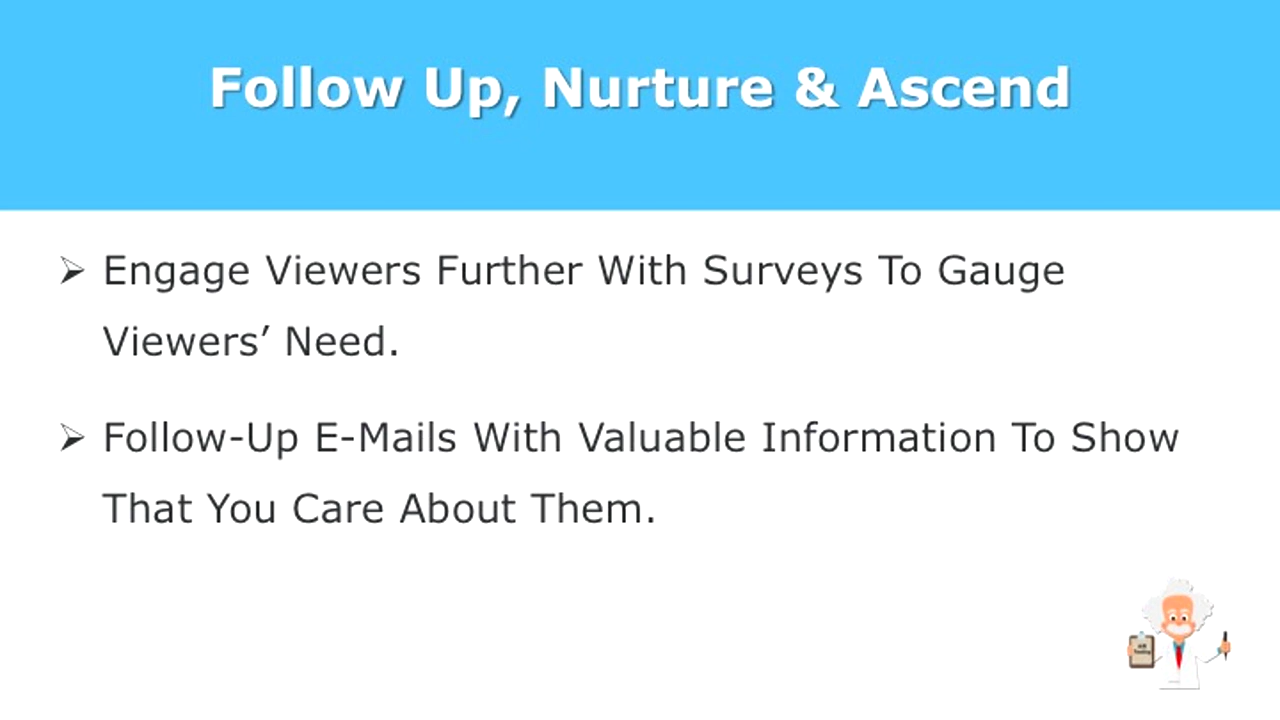 Follow Up, Nurture & Ascend
➢ Engage Viewers Further With Surveys To Gauge
Viewers’ Need.
➢ Follow-Up E-Mails With Valuable Information To Show
That You Care About Them.